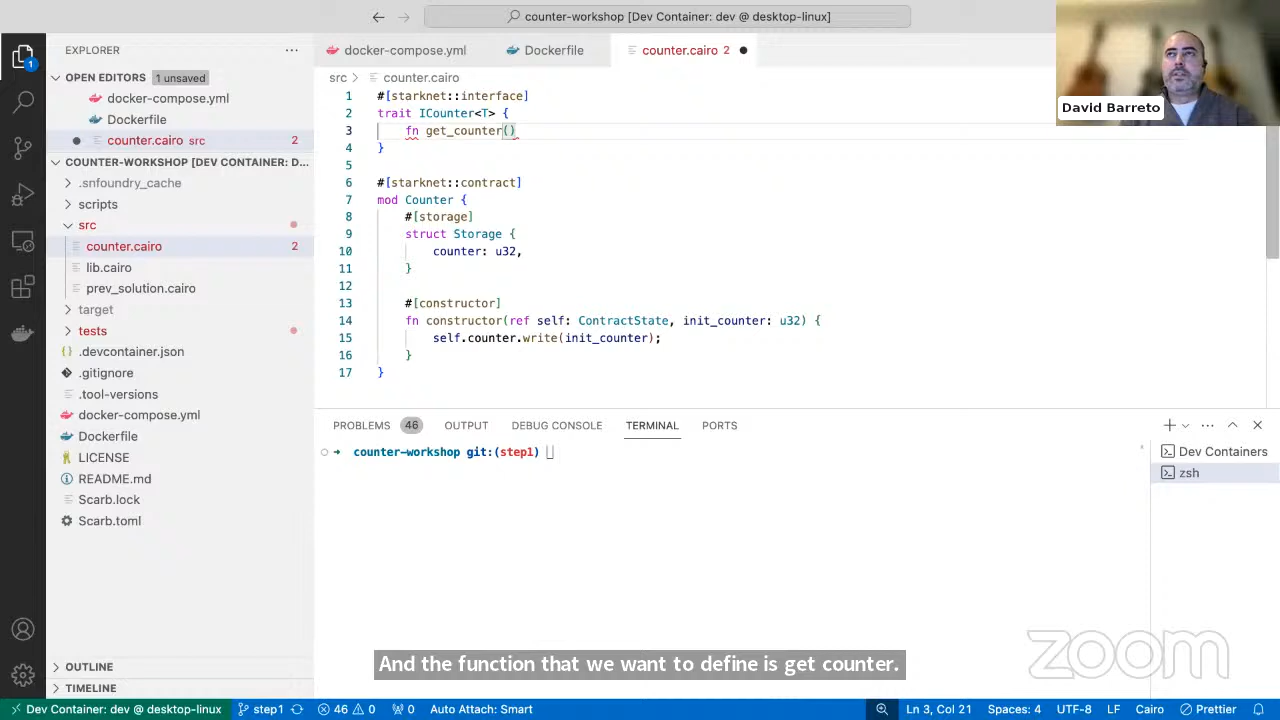 counter-workshop [Dev Container: dev @ desktop-linux]
EXPLORER
docker-compose.yml
Dockerfile
counter.cairo 2
David Barreto
OPEN EDITORS 1 unsaved
docker-compose.yml
Dockerfile
counter.cairo src 2
COUNTER-WORKSHOP [DEV CONTAINER: D...
.snfoundry_cache
scripts
src
counter.cairo 2
lib.cairo
prev_solution.cairo
target
tests
.devcontainer.json
.gitignore
.tool-versions
docker-compose.yml
Dockerfile
LICENSE
README.md
Scarb.lock
Scarb.toml
OUTLINE
TIMELINE
src > counter.cairo
1 #[starknet::interface]
2 trait ICounter<T> {
3 fn get_counter()
4 }
5
6 #[starknet::contract]
7 mod Counter {
8 #[storage]
9 struct Storage {
10 counter: u32,
11 }
12
13 #[constructor]
14 fn constructor(ref self: ContractState, init_counter: u32) {
15 self.counter.write(init_counter);
16 }
17 }
PROBLEMS 46 OUTPUT DEBUG CONSOLE TERMINAL PORTS
counter-workshop git:(step1)
Dev Containers
zsh
And the function that we want to define is get counter.
zoom
Dev Container: dev @ desktop-linux step1 46 0 0 Auto Attach: Smart Ln 3, Col 21 Spaces: 4 UTF-8 LF Cairo Prettier